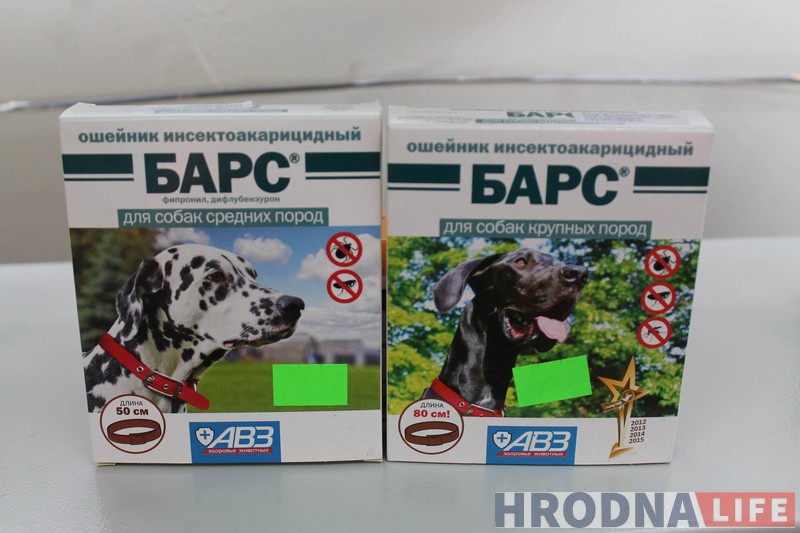 ошейник инсектоакарицидный
БАРС®
фипронил, дифлубензурон
для собак средних пород
ДЛИНА
50 см
АВЗ
здоровье животных
БАРС
ошейник инсектоакарицидный
БАРС®
для собак крупных пород
ДЛИНА
80 см!
2012
2013
2014
2015
АВЗ
здоровье животных
HRODNA LIFE